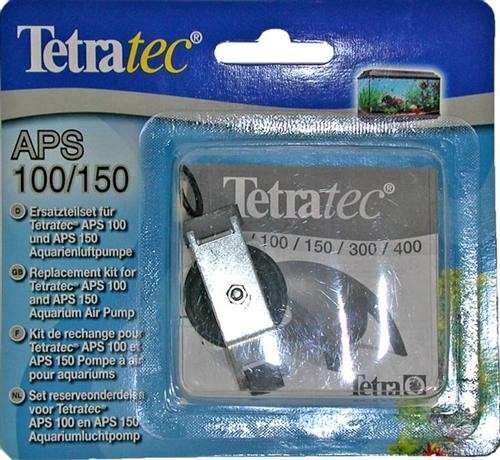 Tetratec®
APS
100/150
D Ersatzteilset für
Tetratec® APS 100
und APS 150
Aquarienluftpumpe
GB Replacement kit for
Tetratec® APS 100
and APS 150
Aquarium Air Pump
F Kit de rechange pour
Tetratec® APS 100 et
APS 150 Pompe à air
pour aquariums
NL Set reserveonderdelen
voor Tetratec®
APS 100 en APS 150
Aquariumluchtpomp
Tetratec®
/ 100 / 150 / 300 / 400
Tetra